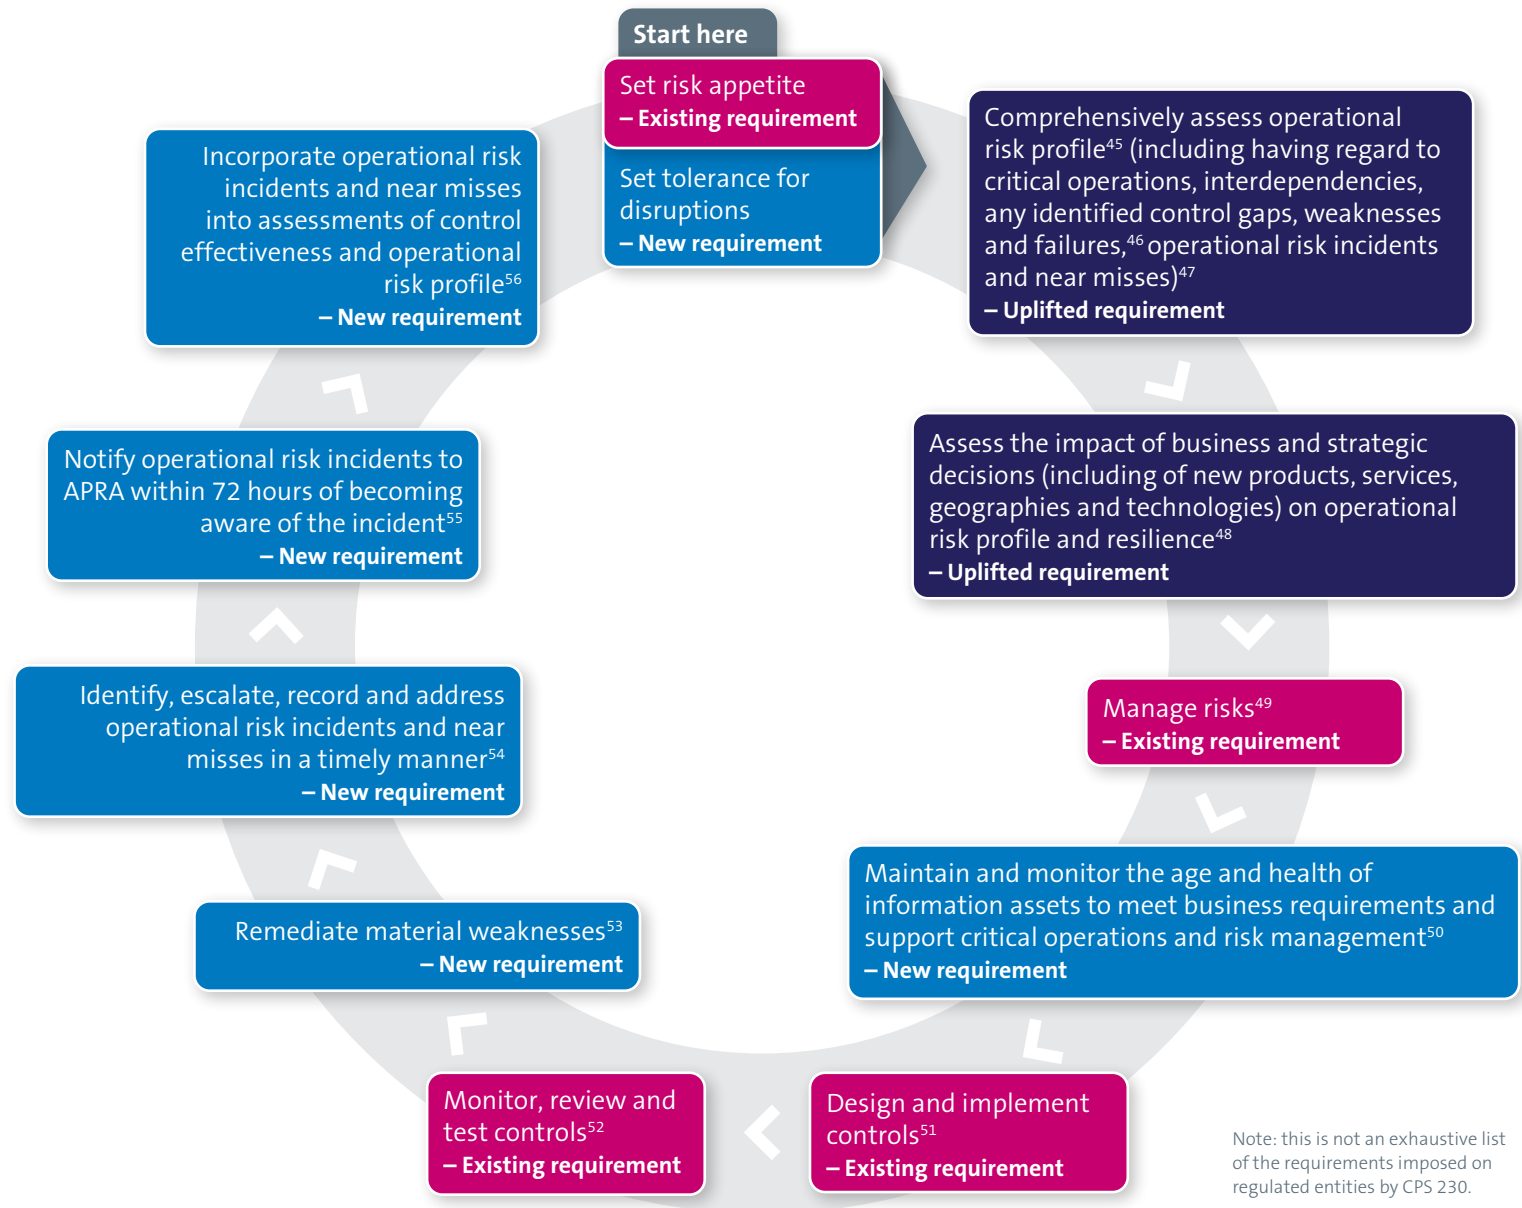 Start here
Set risk appetite
– Existing requirement
Set tolerance for
disruptions
– New requirement
Comprehensively assess operational
risk profile⁴⁵ (including having regard to
critical operations, interdependencies,
any identified control gaps, weaknesses
and failures,⁴⁶ operational risk incidents
and near misses)⁴⁷
– Uplifted requirement
Assess the impact of business and strategic
decisions (including of new products, services,
geographies and technologies) on operational
risk profile and resilience⁴⁸
– Uplifted requirement
Manage risks⁴⁹
– Existing requirement
Maintain and monitor the age and health of
information assets to meet business requirements and
support critical operations and risk management⁵⁰
– New requirement
Design and implement
controls⁵¹
– Existing requirement
Monitor, review and
test controls⁵²
– Existing requirement
Remediate material weaknesses⁵³
– New requirement
Identify, escalate, record and address
operational risk incidents and near
misses in a timely manner⁵⁴
– New requirement
Notify operational risk incidents to
APRA within 72 hours of becoming
aware of the incident⁵⁵
– New requirement
Incorporate operational risk
incidents and near misses
into assessments of control
effectiveness and operational
risk profile⁵⁶
– New requirement
Note: this is not an exhaustive list
of the requirements imposed on
regulated entities by CPS 230.